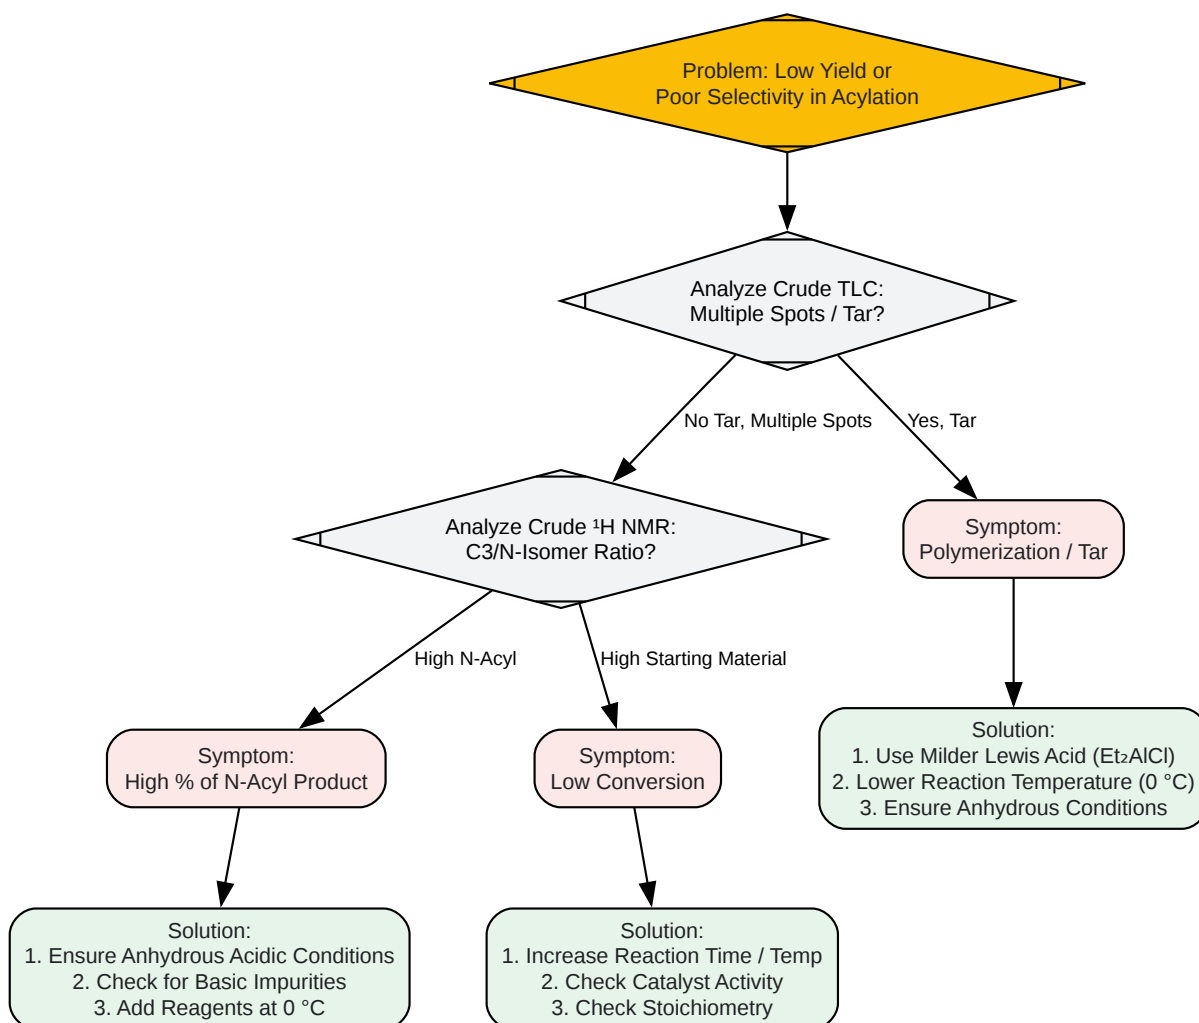 Problem: Low Yield or
Poor Selectivity in Acylation
Analyze Crude TLC:
Multiple Spots / Tar?
No Tar, Multiple Spots
Yes, Tar
Analyze Crude ¹H NMR:
C3/N-Isomer Ratio?
Symptom:
Polymerization / Tar
High N-Acyl
High Starting Material
Symptom:
High % of N-Acyl Product
Symptom:
Low Conversion
Solution:
1. Use Milder Lewis Acid (Et₂AlCl)
2. Lower Reaction Temperature (0 °C)
3. Ensure Anhydrous Conditions
Solution:
1. Ensure Anhydrous Acidic Conditions
2. Check for Basic Impurities
3. Add Reagents at 0 °C
Solution:
1. Increase Reaction Time / Temp
2. Check Catalyst Activity
3. Check Stoichiometry